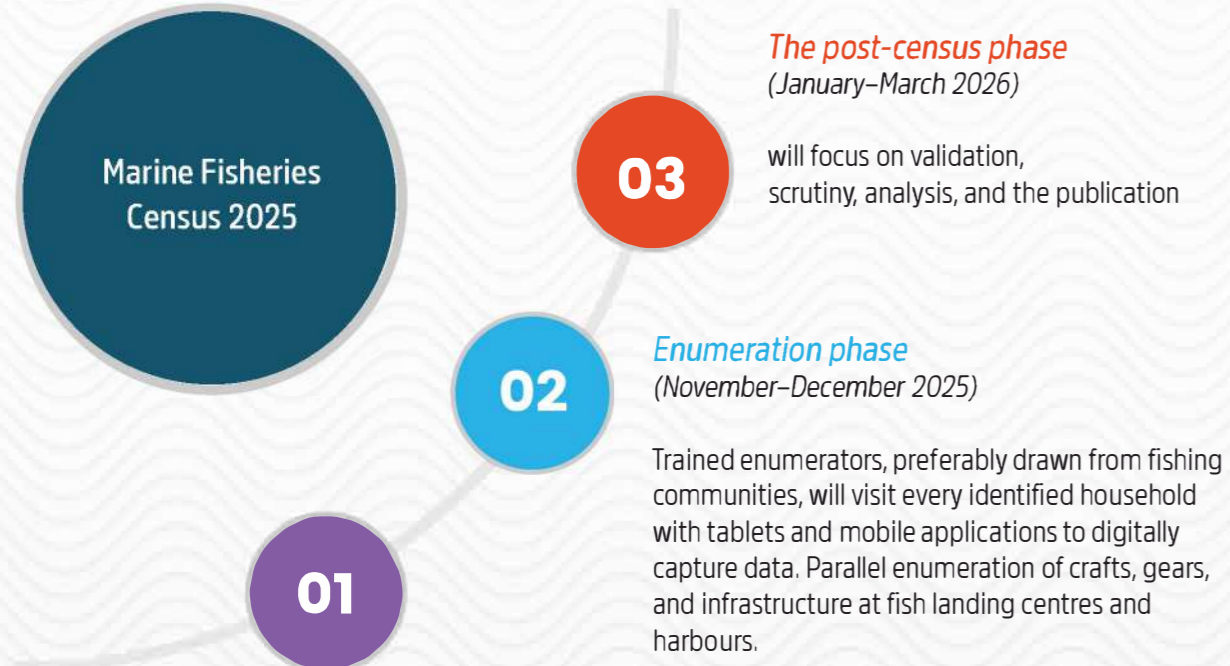 Marine Fisheries
Census 2025
The post-census phase
(January–March 2026)
03
will focus on validation,
scrutiny, analysis, and the publication
Enumeration phase
(November–December 2025)
02
Trained enumerators, preferably drawn from fishing
communities, will visit every identified household
with tablets and mobile applications to digitally
capture data. Parallel enumeration of crafts, gears,
and infrastructure at fish landing centres and
harbours.
01